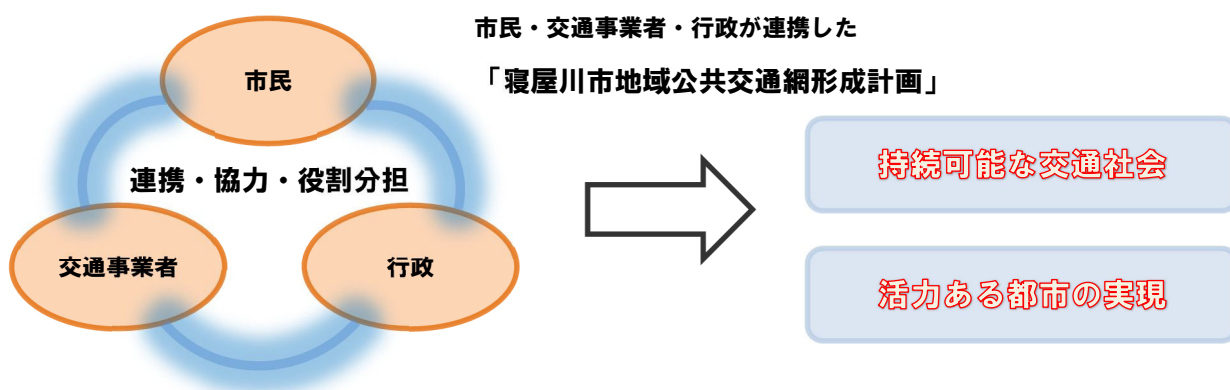 市民・交通事業者・行政が連携した
「寝屋川市地域公共交通網形成計画」
市民
連携・協力・役割分担
交通事業者
行政
持続可能な交通社会
活力ある都市の実現